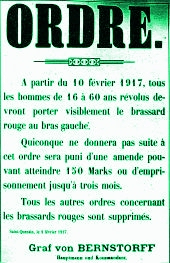 ORDRE.
A partir du 10 février 1917, tous
les hommes de 16 à 60 ans révolus de-
vront porter visiblement le brassard
rouge au bras gauche.
Quiconque ne donnera pas suite à
cet ordre sera puni d'une amende pou-
vant atteindre 150 Marks ou d'empri-
sonnement jusqu'à trois mois.
Tous les autres ordres concernant
les brassards rouges sont supprimés.
Saint-Quentin, le 8 février 1917.
Graf von BERNSTORFF
Hauptmann und Kommandant.